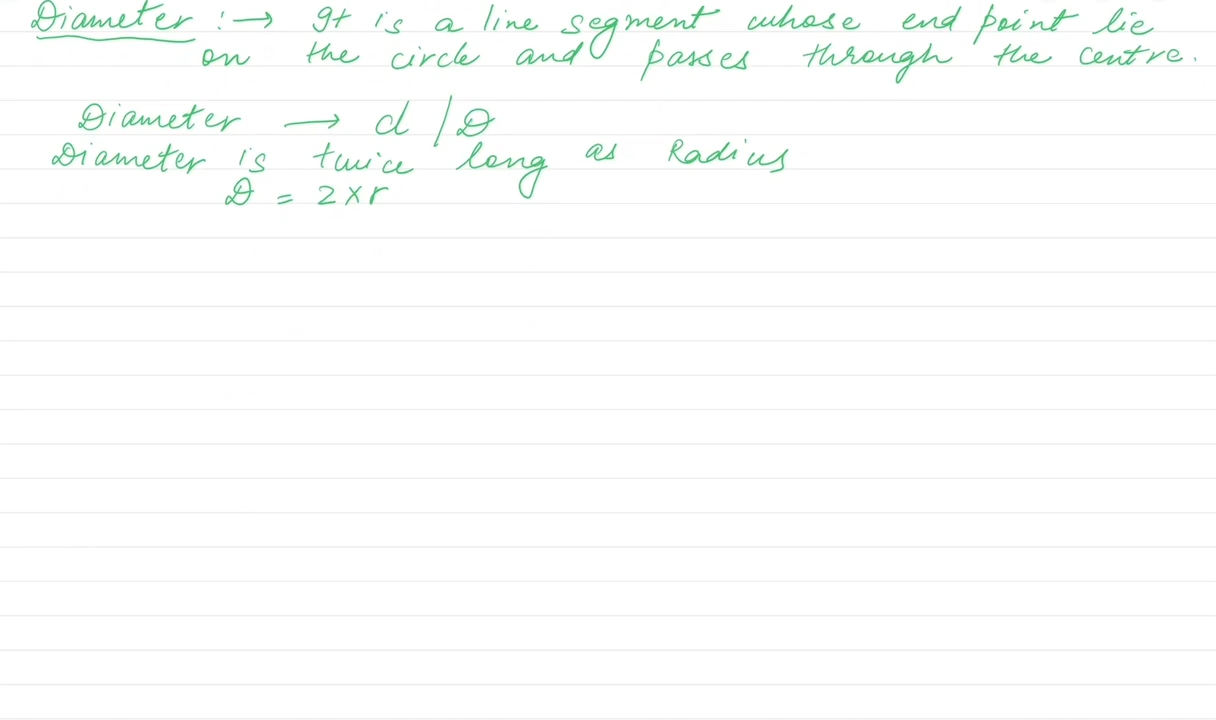 Diameter :→ It is a line segment whose end point lie
on the circle and passes through the centre.
Diameter → d / D
Diameter is twice long as Radius
D = 2 × r